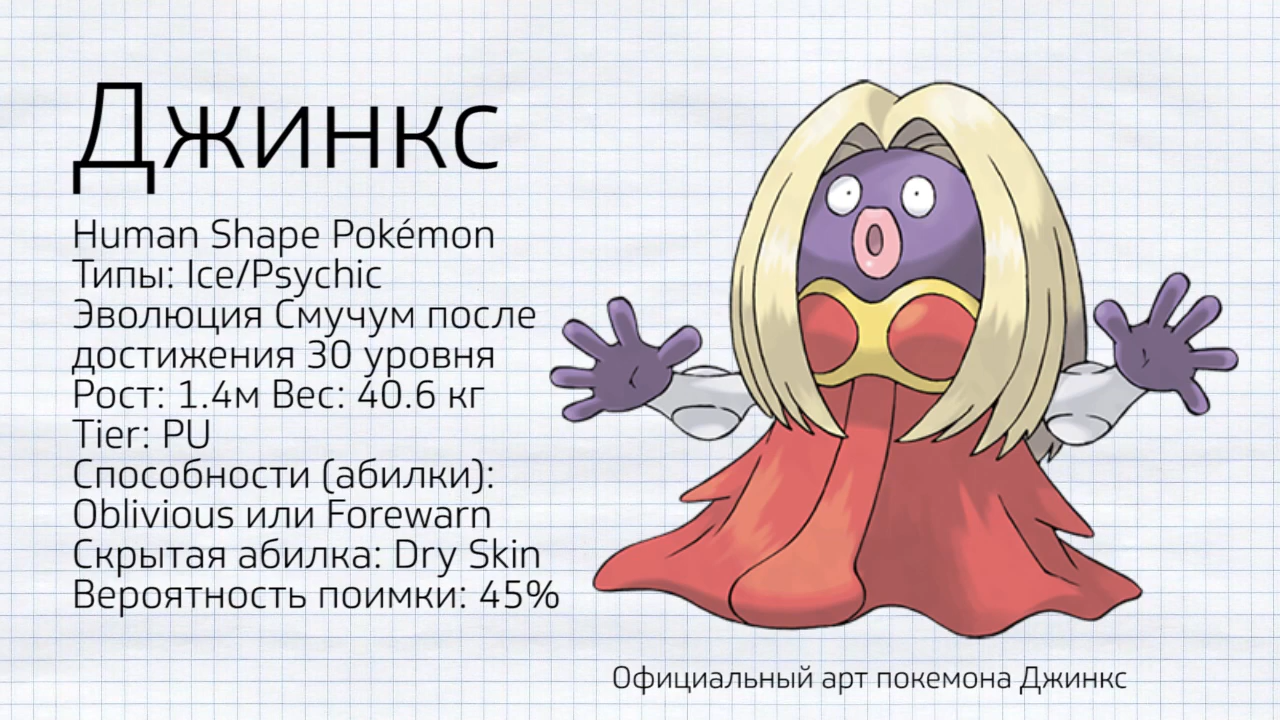 Джинкс
Human Shape Pokémon
Типы: Ice/Psychic
Эволюция Смучум после
достижения 30 уровня
Рост: 1.4м Вес: 40.6 кг
Tier: PU
Способности (абилки):
Oblivious или Forewarn
Скрытая абилка: Dry Skin
Вероятность поимки: 45%
Официальный арт покемона Джинкс